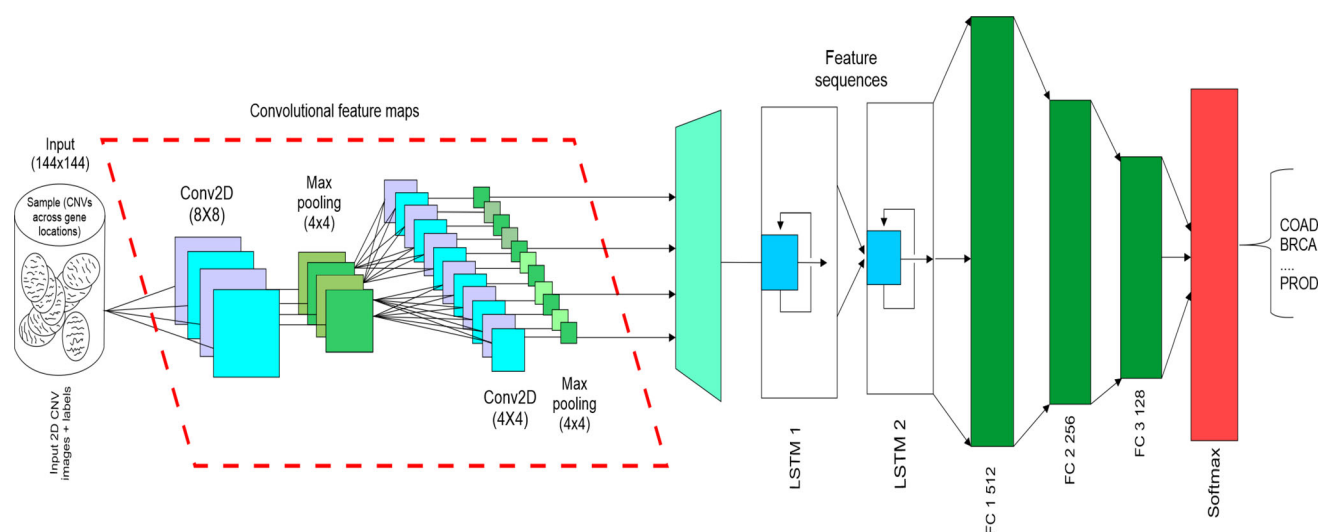 Input
(144x144)
Sample (CNVs
across gene
locations)
Input 2D CNV
images + labels
Convolutional feature maps
Conv2D
(8X8)
Max
pooling
(4x4)
Conv2D
(4X4)
Max
pooling
(4x4)
Feature
sequences
LSTM 1
LSTM 2
FC 1 512
FC 2 256
FC 3 128
Softmax
COAD
BRCA
....
PROD